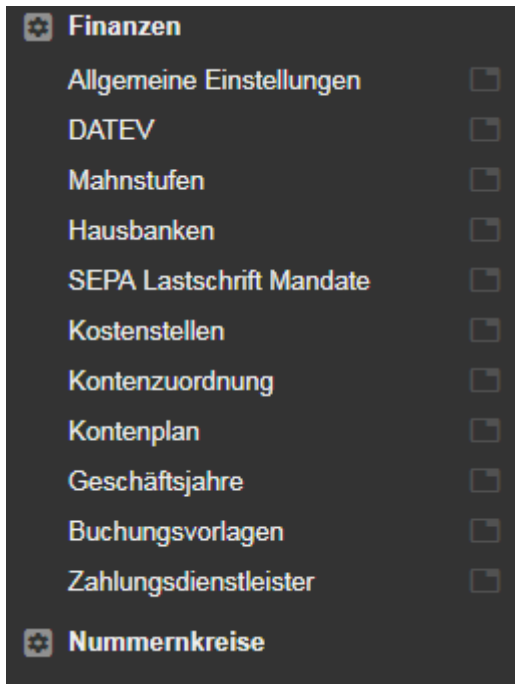 Finanzen
Allgemeine Einstellungen
DATEV
Mahnstufen
Hausbanken
SEPA Lastschrift Mandate
Kostenstellen
Kontenzuordnung
Kontenplan
Geschäftsjahre
Buchungsvorlagen
Zahlungsdienstleister
Nummernkreise